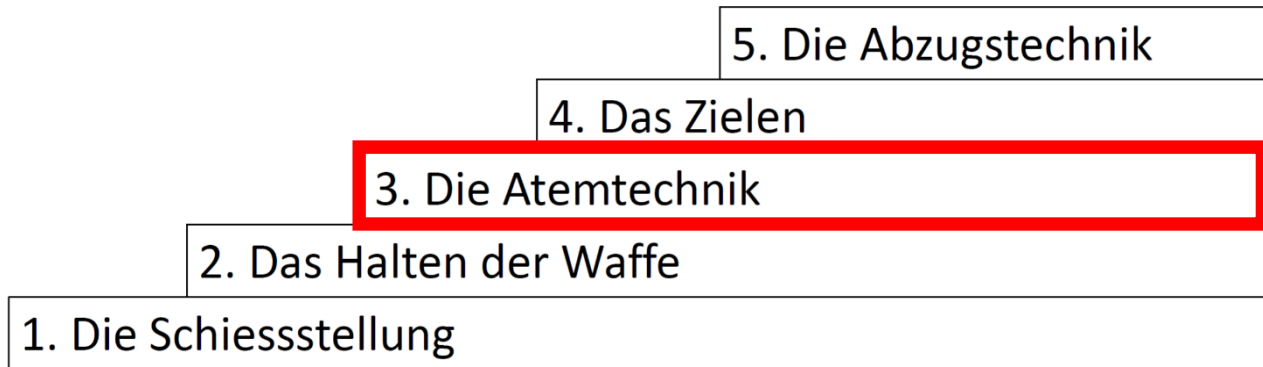 5. Die Abzugstechnik
4. Das Zielen
3. Die Atemtechnik
2. Das Halten der Waffe
1. Die Schiessstellung